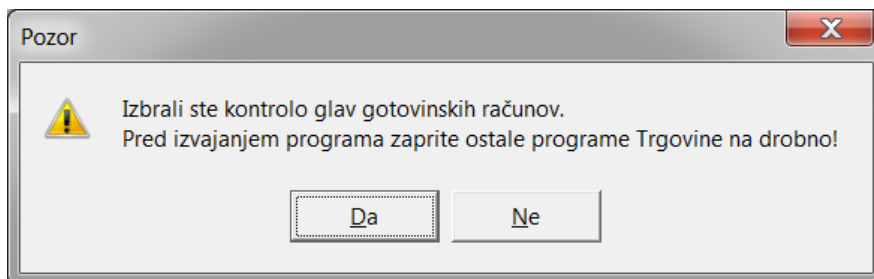 Pozor
Izbrali ste kontrolo glav gotovinskih računov.
Pred izvajanjem programa zaprite ostale programe Trgovine na drobno!
Da
Ne